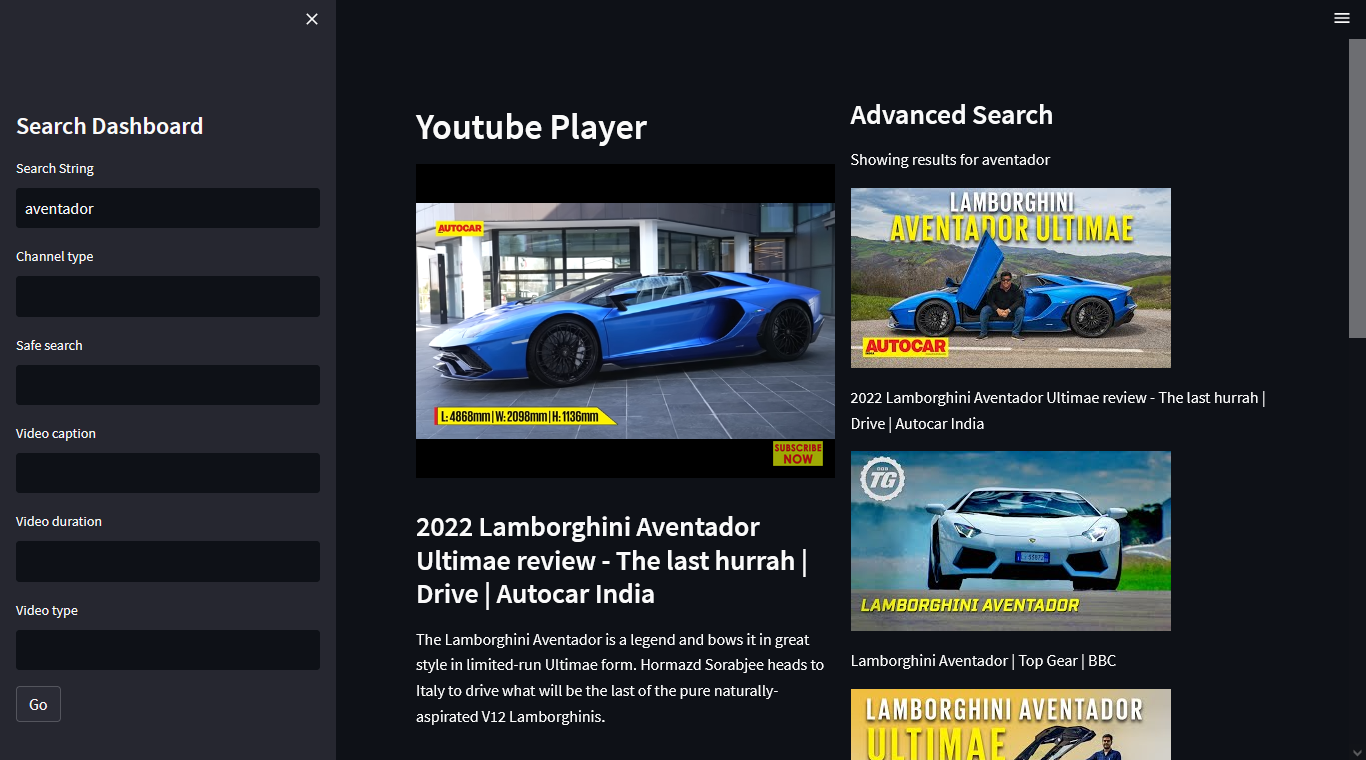 Search Dashboard
Search String
aventador
Channel type
Safe search
Video caption
Video duration
Video type
Go
Youtube Player
AUTOCAR
L: 4868mm | W: 2098mm | H: 1136mm
SUBSCRIBE
NOW
2022 Lamborghini Aventador
Ultimae review - The last hurrah |
Drive | Autocar India
The Lamborghini Aventador is a legend and bows it in great
style in limited-run Ultimae form. Hormazd Sorabjee heads to
Italy to drive what will be the last of the pure naturally-
aspirated V12 Lamborghinis.
Advanced Search
Showing results for aventador
LAMBORGHINI
AVENTADOR ULTIMAE
AUTOCAR
2022 Lamborghini Aventador Ultimae review - The last hurrah |
Drive | Autocar India
BBC
TG
LAMBORGHINI AVENTADOR
Lamborghini Aventador | Top Gear | BBC
LAMBORGHINI AVENTADOR
ULTIMAE